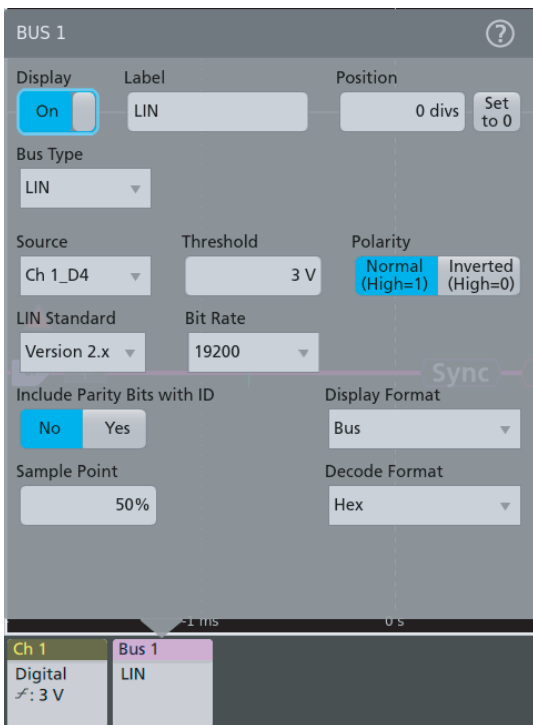 BUS 1 ?
Display Label Position
On LIN 0 divs Set to 0
Bus Type
LIN
Source Threshold Polarity
Ch 1_D4 3 V Normal (High=1) Inverted (High=0)
LIN Standard Bit Rate
Version 2.x 19200
Sync
Include Parity Bits with ID Display Format
No Yes Bus
Sample Point Decode Format
50% Hex
-1 ms 0 s
Ch 1 Bus 1
Digital LIN
: 3 V